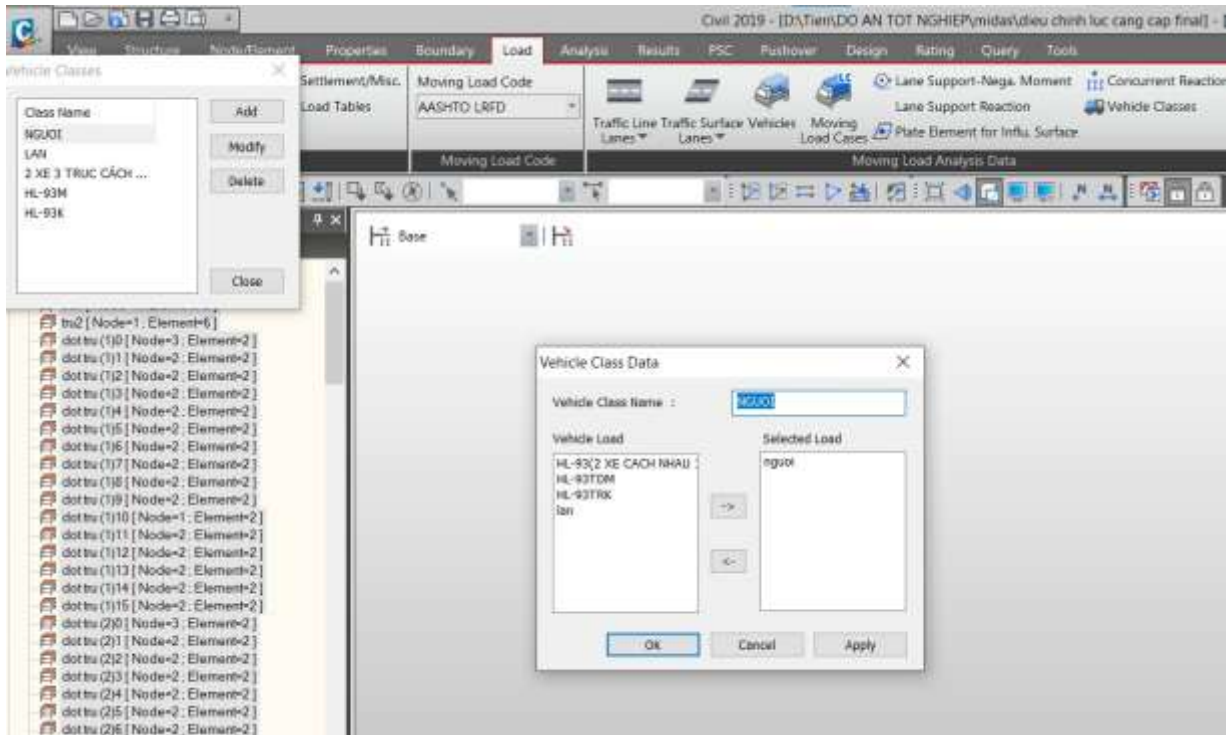 Civil 2019 - [D:\Tien\DO AN TOT NGHIEP\midas\dieu chinh luc cang cap final] - [
View Structure Node/Element Properties Boundary Load Analysis Results PSC Pushover Design Rating Query Tools
Vehicle Classes
Class Name
NGUOI
LAN
2 XE 3 TRUC CÁCH ...
HL-93M
HL-93K
Add
Modify
Delete
Close
Settlement/Misc.
Load Tables
Moving Load Code
AASHTO LRFD
Moving Load Code
Traffic Line Lanes
Traffic Surface Lanes
Vehicles
Moving Load Cases
Lane Support-Nega. Moment
Lane Support Reaction
Plate Element for Influ. Surface
Concurrent Reaction
Vehicle Classes
Moving Load Analysis Data
Base
tru2 [ Node=1 ; Element=6 ]
dot tru (1)0 [ Node=3 ; Element=2 ]
dot tru (1)1 [ Node=2 ; Element=2 ]
dot tru (1)2 [ Node=2 ; Element=2 ]
dot tru (1)3 [ Node=2 ; Element=2 ]
dot tru (1)4 [ Node=2 ; Element=2 ]
dot tru (1)5 [ Node=2 ; Element=2 ]
dot tru (1)6 [ Node=2 ; Element=2 ]
dot tru (1)7 [ Node=2 ; Element=2 ]
dot tru (1)8 [ Node=2 ; Element=2 ]
dot tru (1)9 [ Node=2 ; Element=2 ]
dot tru (1)10 [ Node=1 ; Element=2 ]
dot tru (1)11 [ Node=2 ; Element=2 ]
dot tru (1)12 [ Node=2 ; Element=2 ]
dot tru (1)13 [ Node=2 ; Element=2 ]
dot tru (1)14 [ Node=2 ; Element=2 ]
dot tru (1)15 [ Node=2 ; Element=2 ]
dot tru (2)0 [ Node=3 ; Element=2 ]
dot tru (2)1 [ Node=2 ; Element=2 ]
dot tru (2)2 [ Node=2 ; Element=2 ]
dot tru (2)3 [ Node=2 ; Element=2 ]
dot tru (2)4 [ Node=2 ; Element=2 ]
dot tru (2)5 [ Node=2 ; Element=2 ]
dot tru (2)6 [ Node=2 ; Element=2 ]
Vehicle Class Data
Vehicle Class Name :
NGUOI
Vehicle Load
HL-93(2 XE CACH NHAU
HL-93TDM
HL-93TRK
lan
-->
<--
Selected Load
nguoi
OK
Cancel
Apply